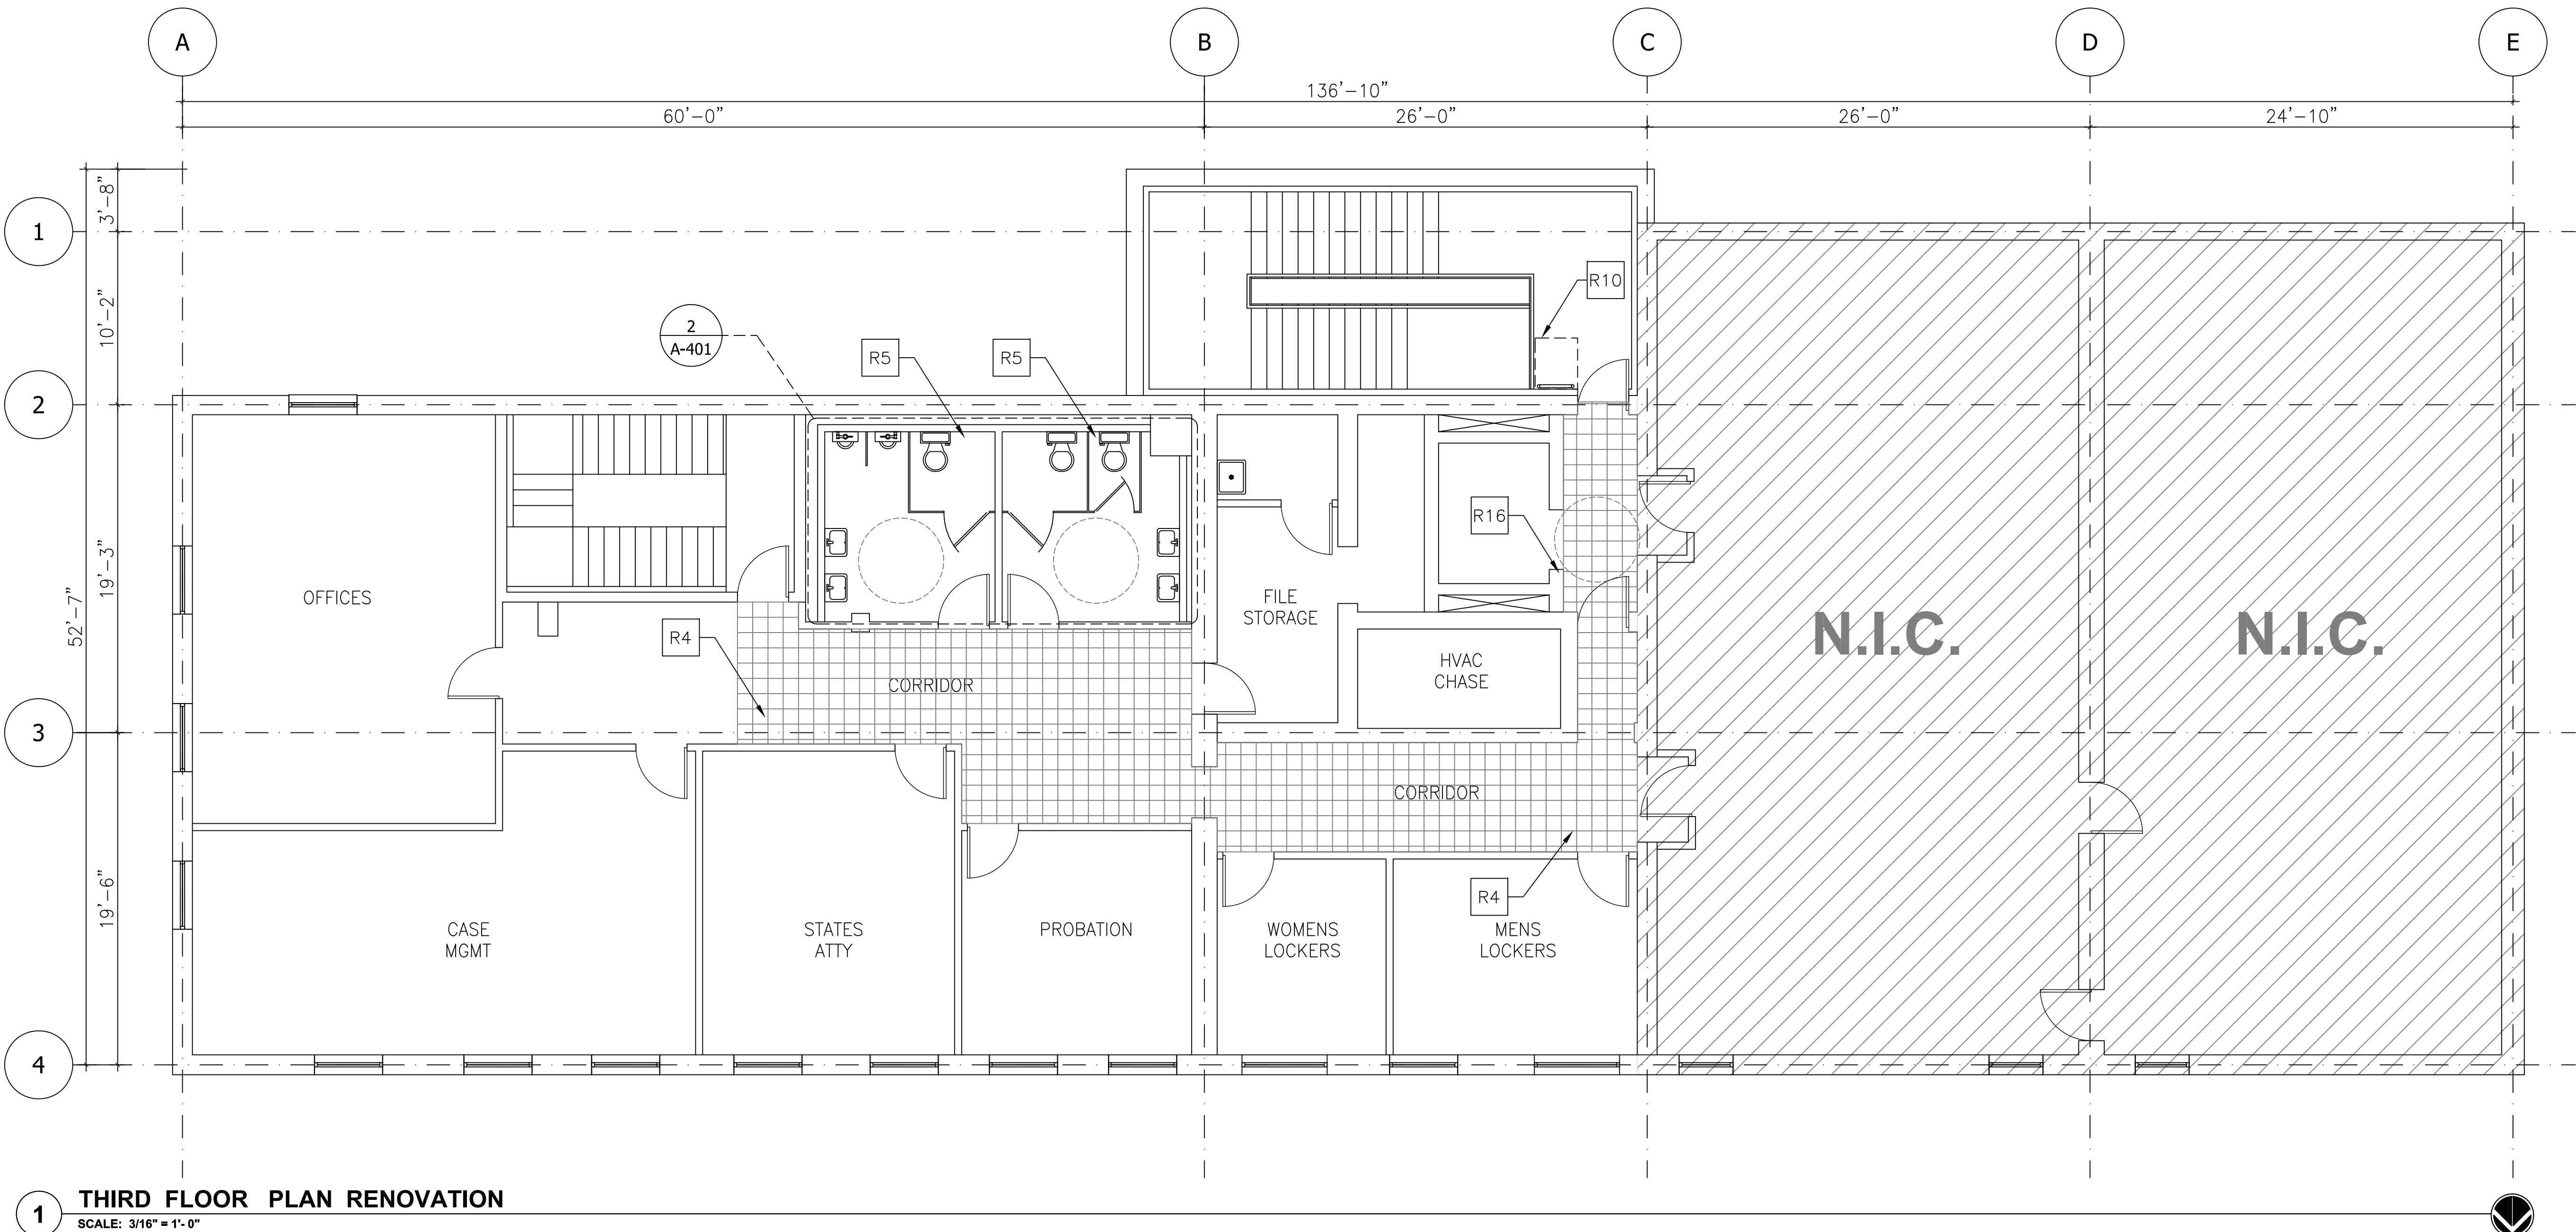 A
B
C
D
E
136'-10"
60'-0"
26'-0"
26'-0"
24'-10"
3'-8"
10'-2"
19'-3"
52'-7"
19'-6"
1
2
3
4
2
A-401
R5
R5
R10
R16
R4
R4
OFFICES
FILE
STORAGE
HVAC
CHASE
CORRIDOR
CORRIDOR
N.I.C.
N.I.C.
CASE
MGMT
STATES
ATTY
PROBATION
WOMENS
LOCKERS
MENS
LOCKERS
1
THIRD FLOOR PLAN RENOVATION
SCALE: 3/16" = 1'- 0"